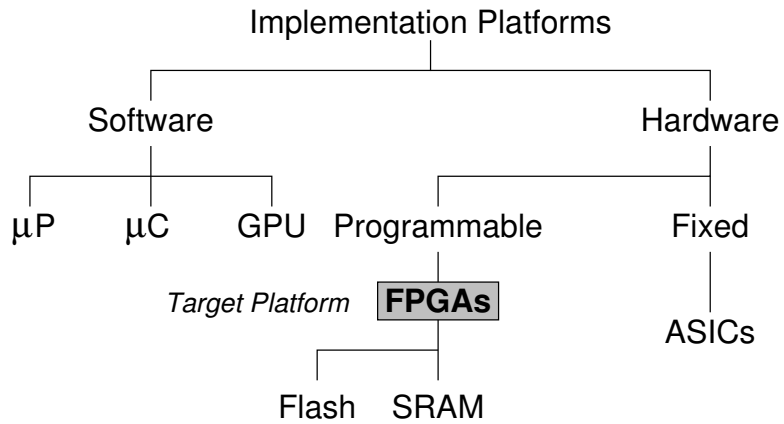 Implementation Platforms
Software Hardware
μP μC GPU Programmable Fixed
Target Platform FPGAs
ASICs
Flash SRAM